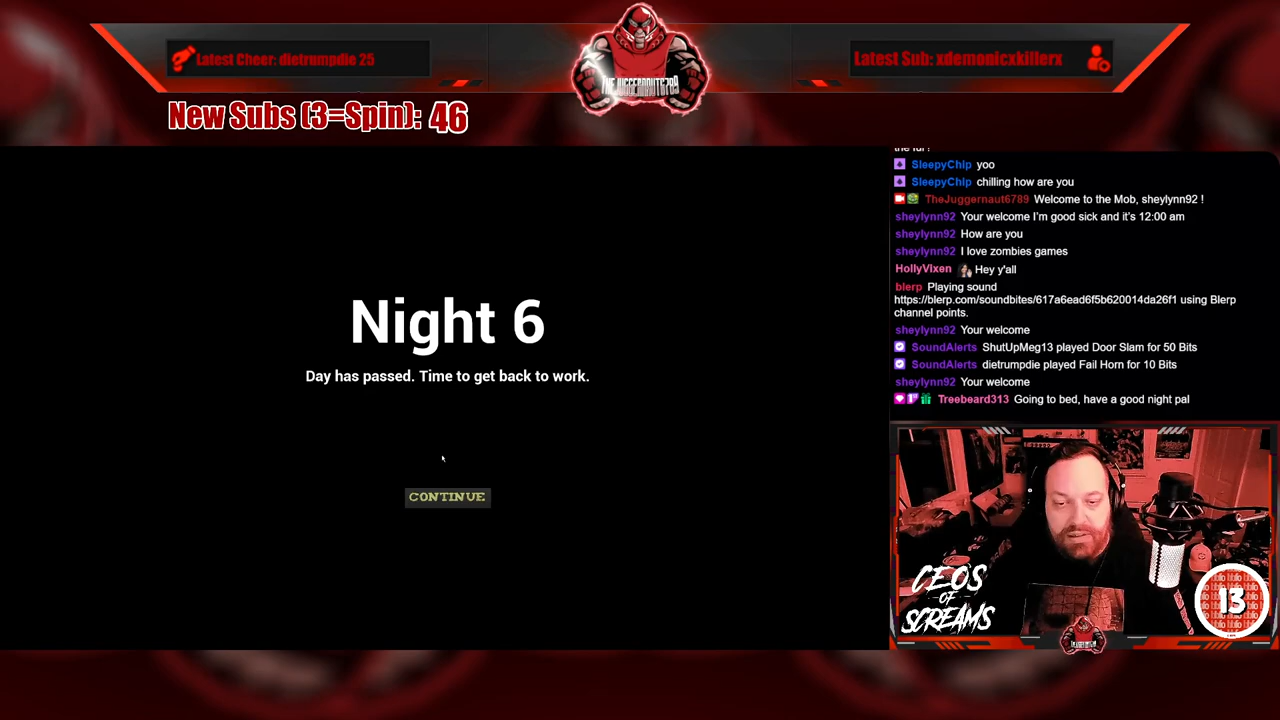 Latest Cheer: dietrumpdie 25
THEJUGGERNAUT6789
Latest Sub: xdemonicxkillerx
New Subs (3=Spin): 46
Night 6
Day has passed. Time to get back to work.
CONTINUE
the fur!
SleepyChip yoo
SleepyChip chilling how are you
TheJuggernaut6789 Welcome to the Mob, sheylynn92 !
sheylynn92 Your welcome I'm good sick and it's 12:00 am
sheylynn92 How are you
sheylynn92 I love zombies games
HollyVixen Hey y'all
blerp Playing sound
https://blerp.com/soundbites/617a6ead6f5b620014da26f1 using Blerp
channel points.
sheylynn92 Your welcome
SoundAlerts ShutUpMeg13 played Door Slam for 50 Bits
SoundAlerts dietrumpdie played Fail Horn for 10 Bits
sheylynn92 Your welcome
Treebeard313 Going to bed, have a good night pal
CEOS
OF
SCREAMS
13